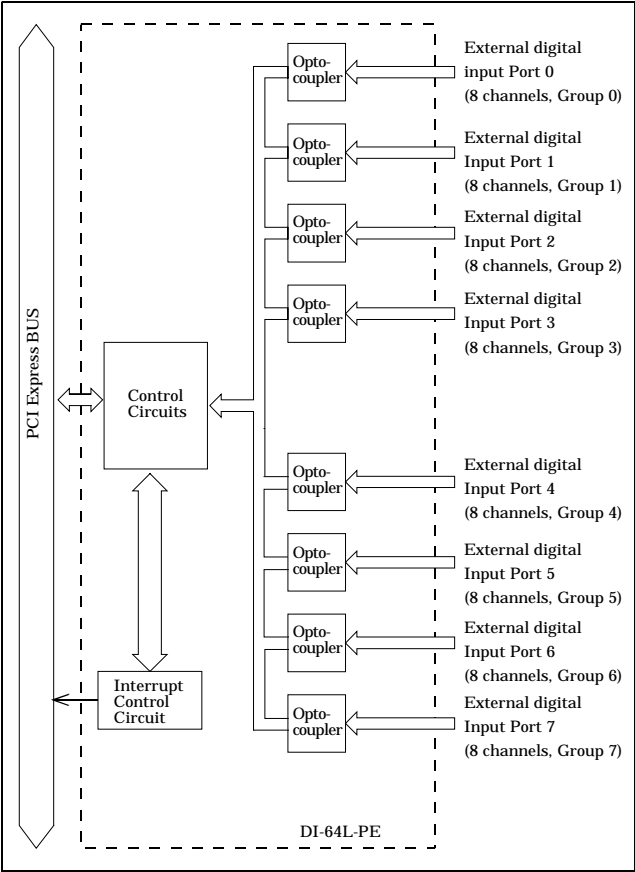 Opto-
coupler
External digital
input Port 0
(8 channels, Group 0)
Opto-
coupler
External digital
Input Port 1
(8 channels, Group 1)
Opto-
coupler
External digital
Input Port 2
(8 channels, Group 2)
Opto-
coupler
External digital
Input Port 3
(8 channels, Group 3)
PCI Express BUS
Control
Circuits
Opto-
coupler
External digital
Input Port 4
(8 channels, Group 4)
Opto-
coupler
External digital
Input Port 5
(8 channels, Group 5)
Opto-
coupler
External digital
Input Port 6
(8 channels, Group 6)
Interrupt
Control
Circuit
Opto-
coupler
External digital
Input Port 7
(8 channels, Group 7)
DI-64L-PE